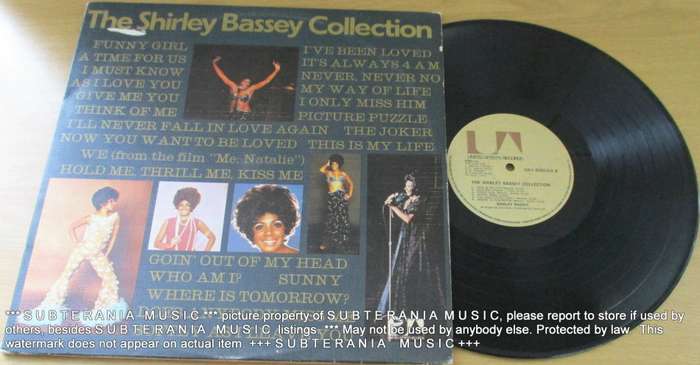 The Shirley Bassey Collection
FUNNY GIRL
A TIME FOR US
I MUST KNOW
AS I LOVE YOU
GIVE ME YOU
THINK OF ME
I'VE BEEN LOVED
IT'S ALWAYS 4 AM
NEVER, NEVER NO
MY WAY OF LIFE
I ONLY MISS HIM
PICTURE PUZZLE
I'LL NEVER FALL IN LOVE AGAIN THE JOKER
NOW YOU WANT TO BE LOVED THIS IS MY LIFE
WE (from the film "Me, Natalie")
HOLD ME, THRILL ME, KISS ME
GOIN' OUT OF MY HEAD
WHO AM I? SUNNY
WHERE IS TOMORROW?
UA
UNITED ARTISTS RECORDS
THE SHIRLEY BASSEY COLLECTION
SHIRLEY BASSEY
*** S U B T E R A N I A M U S I C *** picture property of S U B T E R A N I A M U S I C, please report to store if used by
others, besides S U B T E R A N I A M U S I C listings. *** May not be used by anybody else. Protected by law This
watermark does not appear on actual item. +++ S U B T E R A N I A M U S I C +++